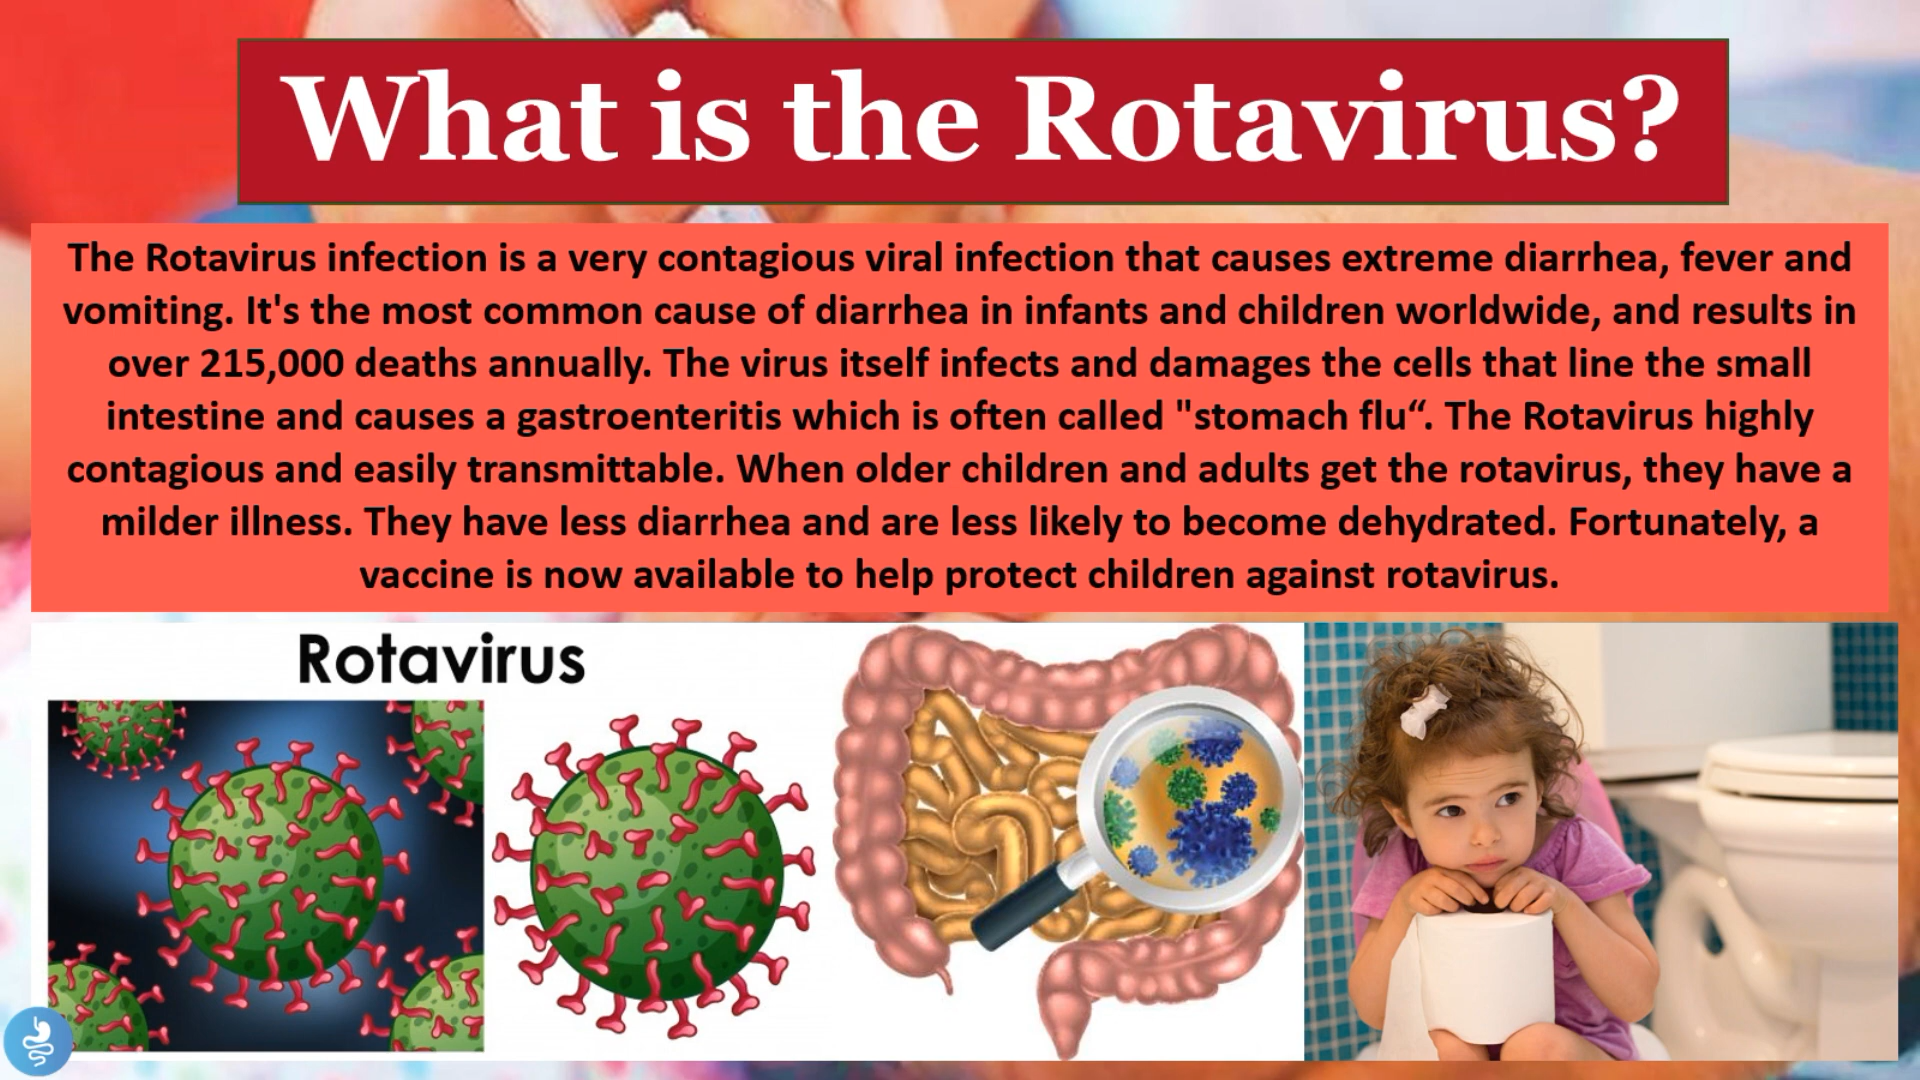 What is the Rotavirus?
The Rotavirus infection is a very contagious viral infection that causes extreme diarrhea, fever and
vomiting. It's the most common cause of diarrhea in infants and children worldwide, and results in
over 215,000 deaths annually. The virus itself infects and damages the cells that line the small
intestine and causes a gastroenteritis which is often called "stomach flu“. The Rotavirus highly
contagious and easily transmittable. When older children and adults get the rotavirus, they have a
milder illness. They have less diarrhea and are less likely to become dehydrated. Fortunately, a
vaccine is now available to help protect children against rotavirus.
Rotavirus